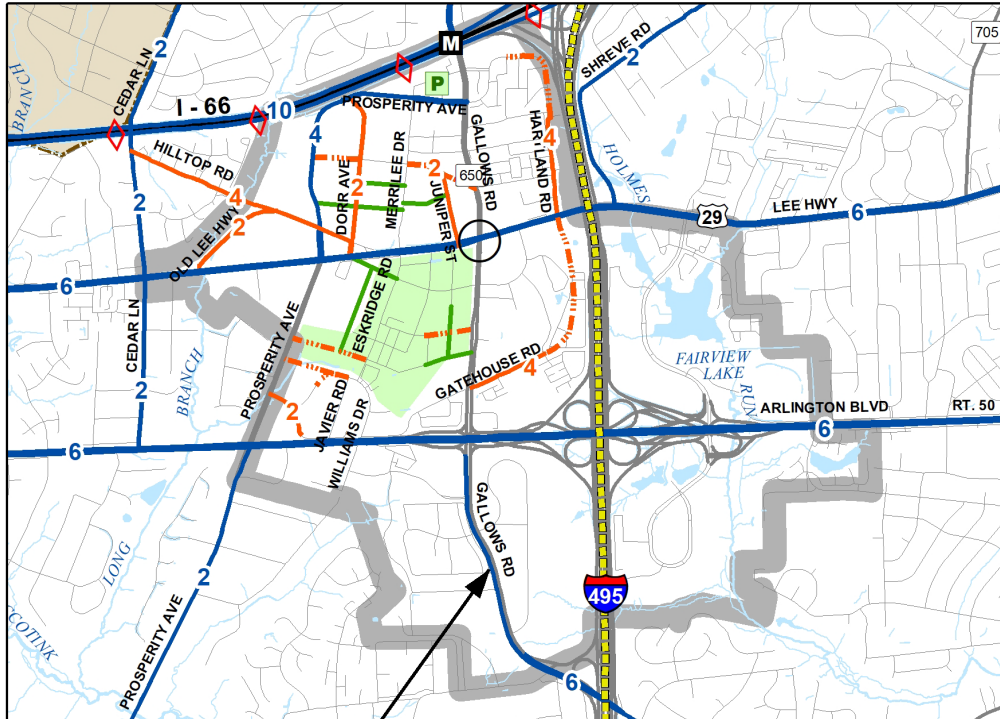 705
M
SHREVE RD
2
CEDAR LN
2
BRANCH
I - 66
10
P
PROSPERITY AVE
4
GALLOWS RD
HARTLAND RD
4
HILLTOP RD
4
2
DORR AVE
2
MERRILEE DR
2
JUNIPER ST
650
HOLMES
29
LEE HWY
6
OLD LEE HWY
2
6
ESKRIDGE RD
CEDAR LN
2
PROSPERITY AVE
GATEHOUSE RD
4
FAIRVIEW
LAKE
RUN
BRANCH
2
JAVIER RD
WILLIAMS DR
ARLINGTON BLVD
RT. 50
6
6
GALLOWS RD
LONG
2
495
PROSPERITY AVE
CCOTINK
6